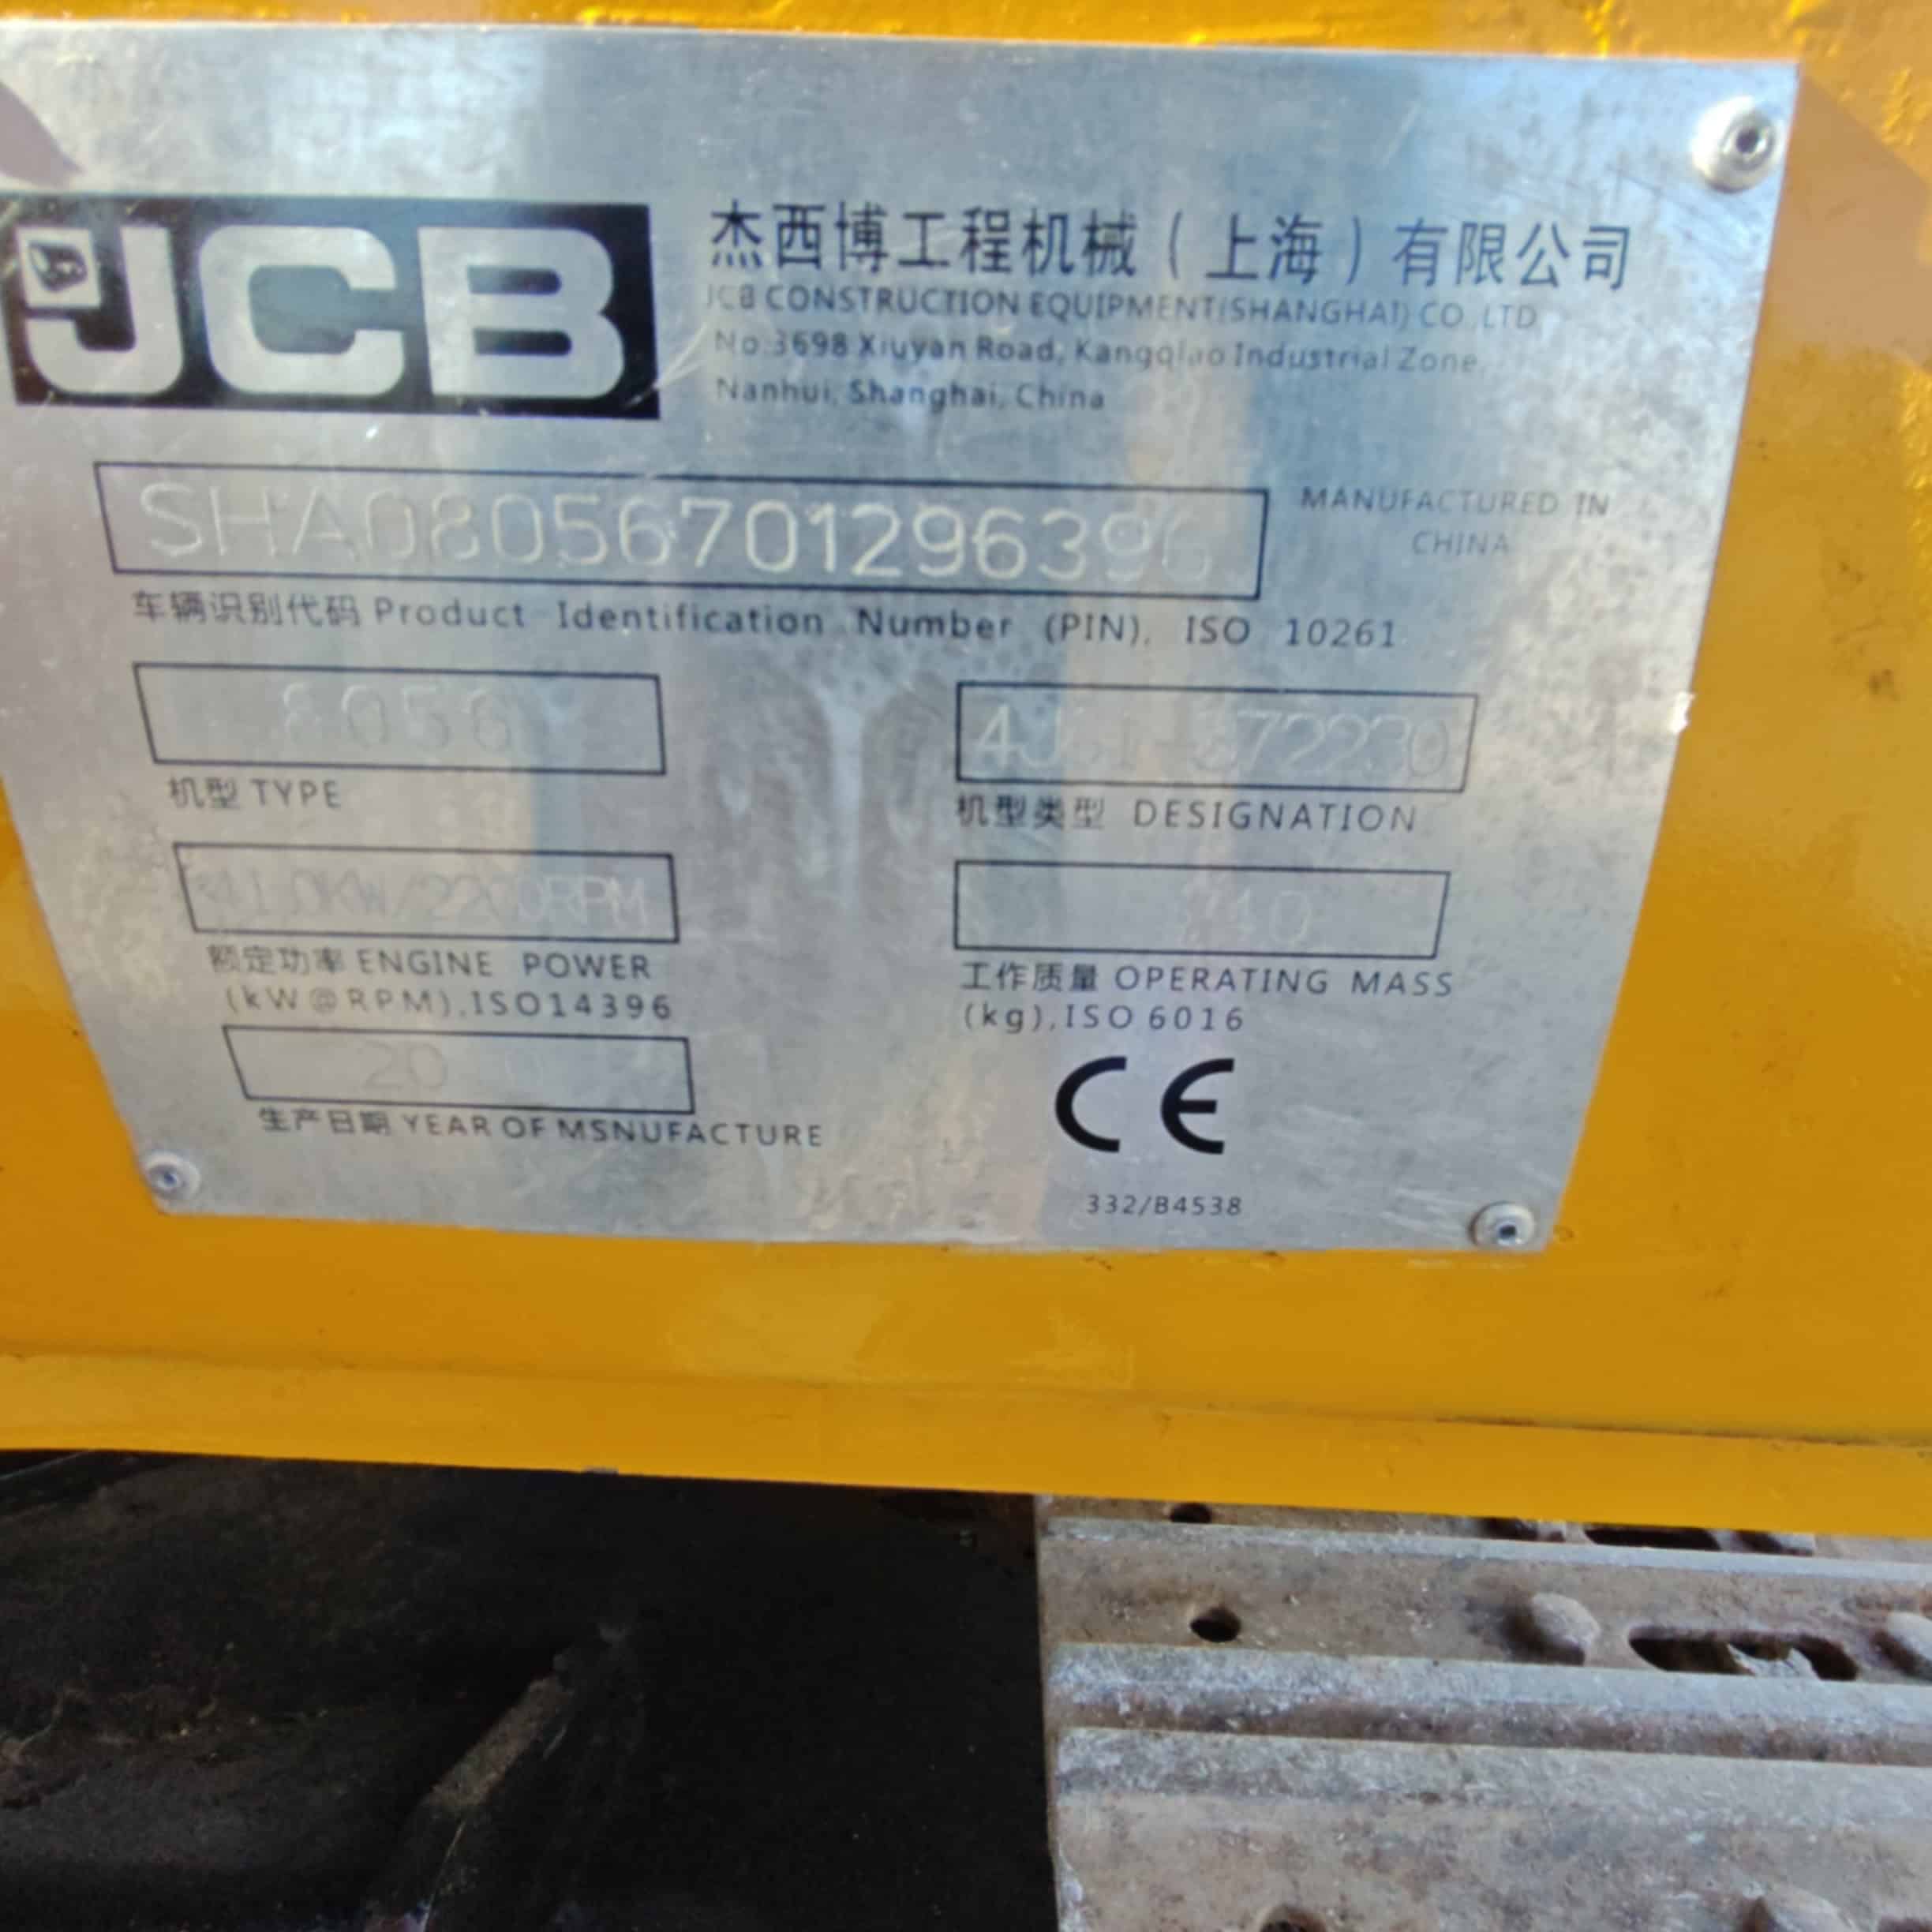 JCB
杰西博工程机械（上海）有限公司
JCB CONSTRUCTION EQUIPMENT(SHANGHAI) CO.,LTD
No.3698 Xiuyan Road, Kangqiao Industrial Zone,
Nanhui, Shanghai, China
SHA08056701296396
MANUFACTURED IN
CHINA
车辆识别代码 Product Identification Number (PIN), ISO 10261
8056
机型 TYPE
机型类型 DESIGNATION
额定功率 ENGINE POWER
(kW@RPM),ISO14396
工作质量 OPERATING MASS
(kg),ISO 6016
生产日期 YEAR OF MSNUFACTURE
CE
332/B4538